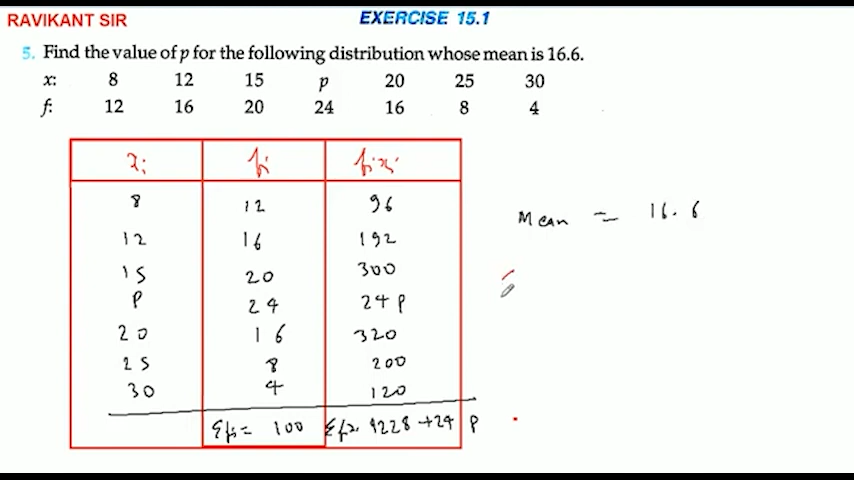 RAVIKANT SIR
EXERCISE 15.1
5. Find the value of p for the following distribution whose mean is 16.6.
x: 8 12 15 p 20 25 30
f: 12 16 20 24 16 8 4
xi fi fixi
8 12 96
12 16 192
15 20 300
P 24 24P
20 16 320
25 8 200
30 4 120
Σfi = 100 Σfx. 1228 + 24 P
Mean = 16.6